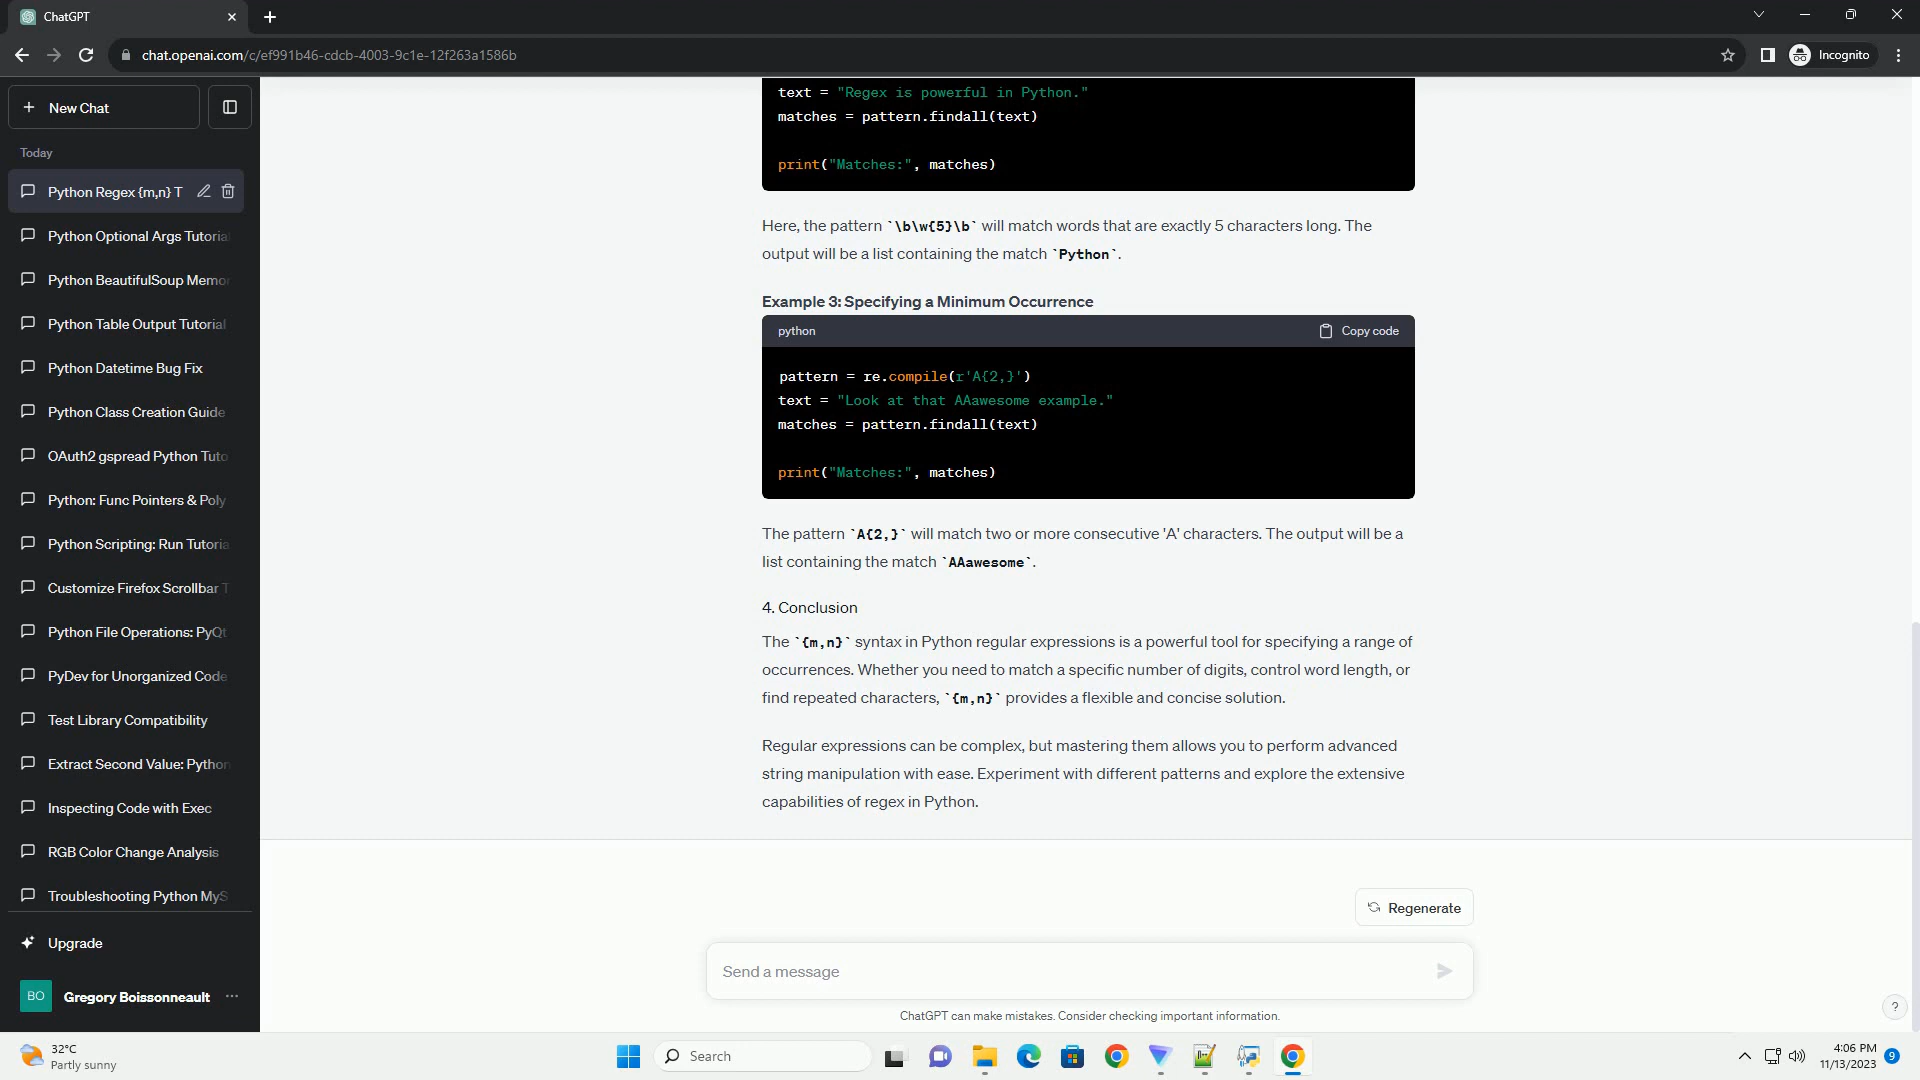 ChatGPT
chat.openai.com/c/ef991b46-cdcb-4003-9c1e-12f263a1586b
Incognito
New Chat
Today
Python Regex {m,n} T
Python Optional Args Tutoria
Python BeautifulSoup Memor
Python Table Output Tutorial
Python Datetime Bug Fix
Python Class Creation Guide
OAuth2 gspread Python Tuto
Python: Func Pointers & Poly
Python Scripting: Run Tutoria
Customize Firefox Scrollbar T
Python File Operations: PyQt
PyDev for Unorganized Code
Test Library Compatibility
Extract Second Value: Python
Inspecting Code with Exec
RGB Color Change Analysis
Troubleshooting Python MyS
Upgrade
BO Gregory Boissonneault
text = "Regex is powerful in Python."
matches = pattern.findall(text)
print("Matches:", matches)
Here, the pattern `\b\w{5}\b` will match words that are exactly 5 characters long. The
output will be a list containing the match `Python`.
Example 3: Specifying a Minimum Occurrence
python Copy code
pattern = re.compile(r'A{2,}')
text = "Look at that AAawesome example."
matches = pattern.findall(text)
print("Matches:", matches)
The pattern `A{2,}` will match two or more consecutive 'A' characters. The output will be a
list containing the match `AAawesome`.
4. Conclusion
The `{m,n}` syntax in Python regular expressions is a powerful tool for specifying a range of
occurrences. Whether you need to match a specific number of digits, control word length, or
find repeated characters, `{m,n}` provides a flexible and concise solution.
Regular expressions can be complex, but mastering them allows you to perform advanced
string manipulation with ease. Experiment with different patterns and explore the extensive
capabilities of regex in Python.
Regenerate
Send a message
ChatGPT can make mistakes. Consider checking important information.
?
32°C
Partly sunny
Search
4:06 PM
11/13/2023
9